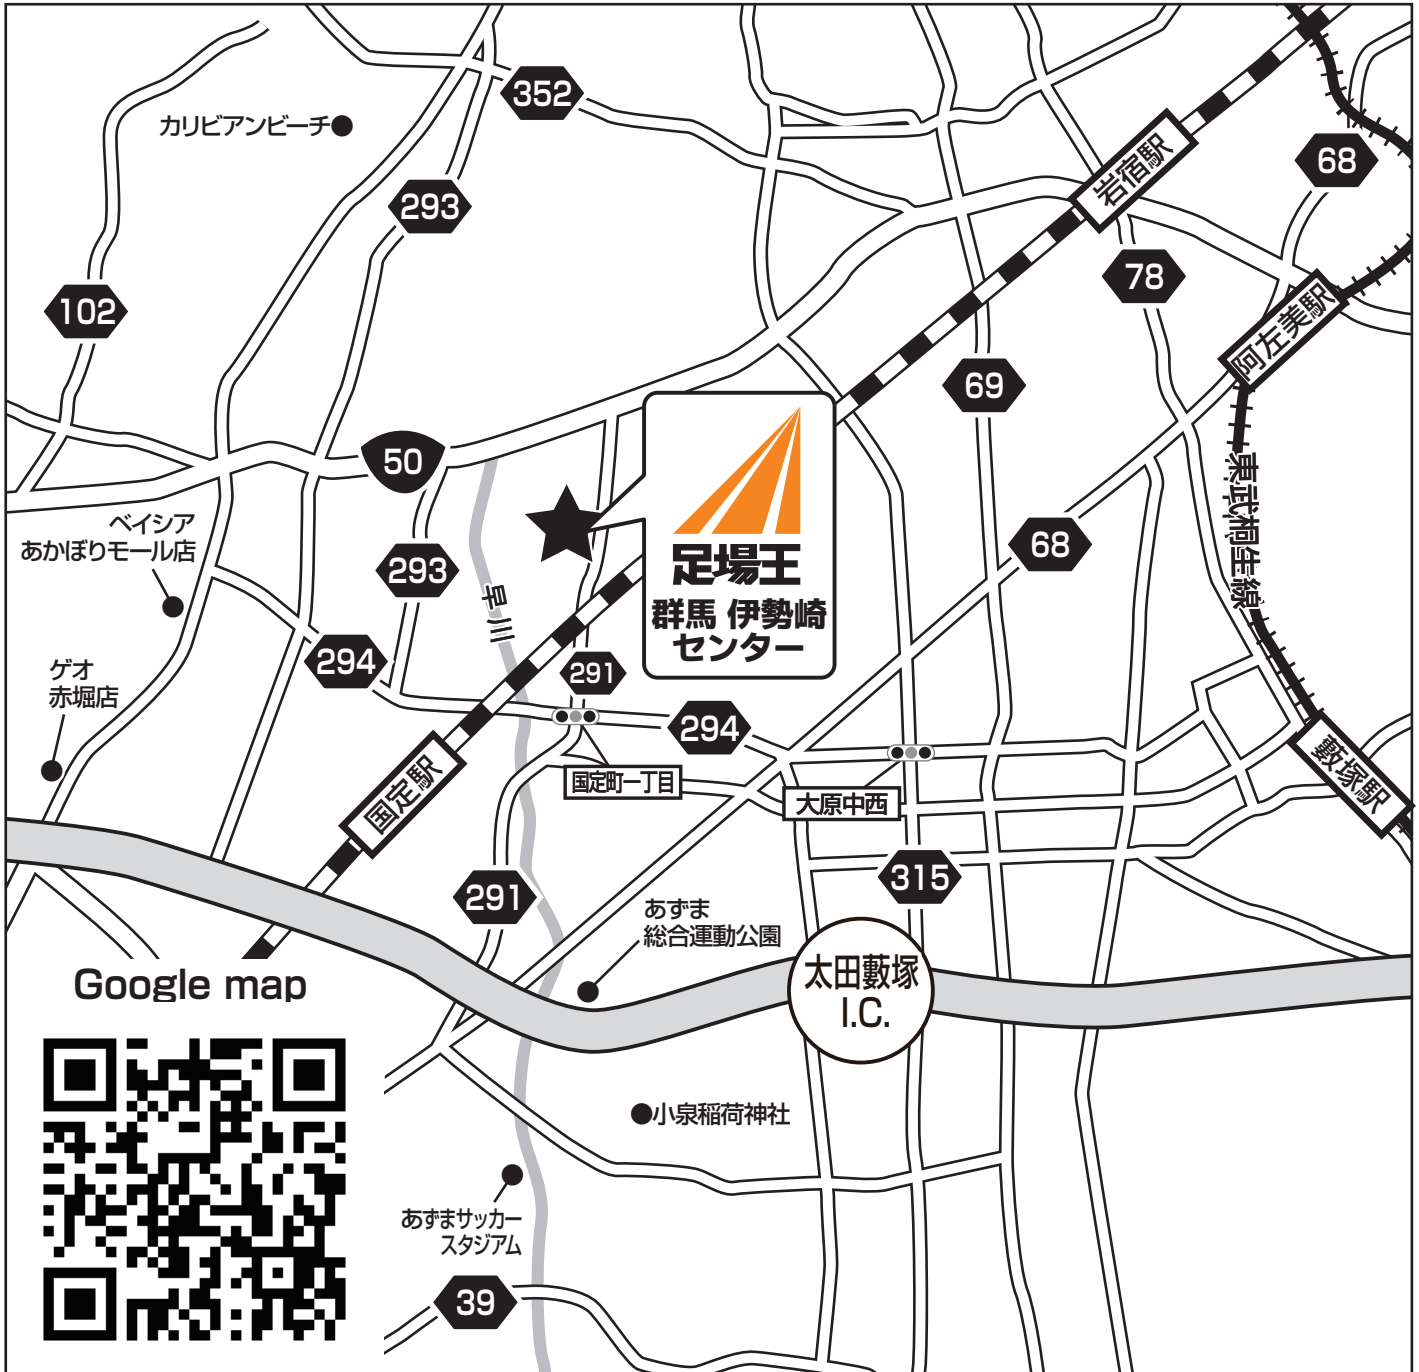 352
カリビアンビーチ
293
102
岩宿駅
68
78
阿左美駅
69
50
足場王
群馬 伊勢崎
センター
ベイシア
あかぼりモール店
293
早川
68
東武桐生線
294
291
ゲオ
赤堀店
294
国定駅
国定町一丁目
大原中西
藪塚駅
291
315
あずま
総合運動公園
太田藪塚
I.C.
Google map
小泉稲荷神社
あずまサッカー
スタジアム
39